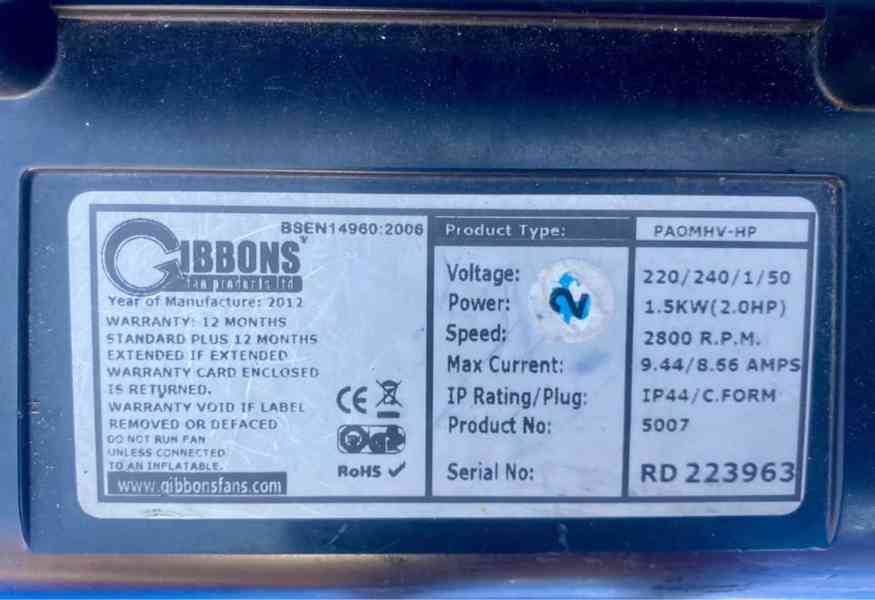 BSEN14960:2006
GIBBONS
fan products ltd
Year of Manufacture: 2012
WARRANTY: 12 MONTHS
STANDARD PLUS 12 MONTHS
EXTENDED IF EXTENDED
WARRANTY CARD ENCLOSED
IS RETURNED.
WARRANTY VOID IF LABEL
REMOVED OR DEFACED
DO NOT RUN FAN
UNLESS CONNECTED
TO AN INFLATABLE.
www.gibbonsfans.com
CE
RoHS
Product Type: PAOMHV-HP
Voltage: 220/240/1/50
Power: 1.5KW(2.0HP)
Speed: 2800 R.P.M.
Max Current: 9.44/8.66 AMPS
IP Rating/Plug: IP44/C.FORM
Product No: 5007
Serial No: RD 223963
2